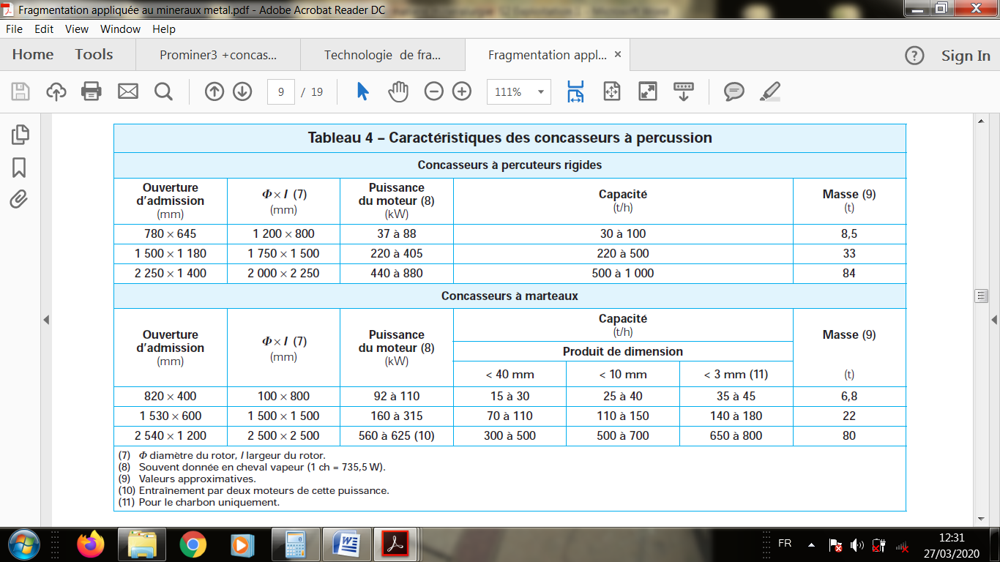 Fragmentation appliquée au mineraux metal.pdf - Adobe Acrobat Reader DC
File Edit View Window Help
Home Tools Prominer3 +concas... Technologie de fra... Fragmentation appl... × ? Sign In
9 / 19 111%
Tableau 4 – Caractéristiques des concasseurs à percussion
Concasseurs à percuteurs rigides
Ouverture d'admission (mm) Φ × l (7) (mm) Puissance du moteur (8) (kW) Capacité (t/h) Masse (9) (t)
780 × 645 1 200 × 800 37 à 88 30 à 100 8,5
1 500 × 1 180 1 750 × 1 500 220 à 405 220 à 500 33
2 250 × 1 400 2 000 × 2 250 440 à 880 500 à 1 000 84
Concasseurs à marteaux
Ouverture d'admission (mm) Φ × l (7) (mm) Puissance du moteur (8) (kW) Capacité (t/h) Masse (9) (t)
Produit de dimension
< 40 mm < 10 mm < 3 mm (11)
820 × 400 100 × 800 92 à 110 15 à 30 25 à 40 35 à 45 6,8
1 530 × 600 1 500 × 1 500 160 à 315 70 à 110 110 à 150 140 à 180 22
2 540 × 1 200 2 500 × 2 500 560 à 625 (10) 300 à 500 500 à 700 650 à 800 80
(7) Φ diamètre du rotor, l largeur du rotor.
(8) Souvent donnée en cheval vapeur (1 ch = 735,5 W).
(9) Valeurs approximatives.
(10) Entraînement par deux moteurs de cette puissance.
(11) Pour le charbon uniquement.
FR 12:31
27/03/2020